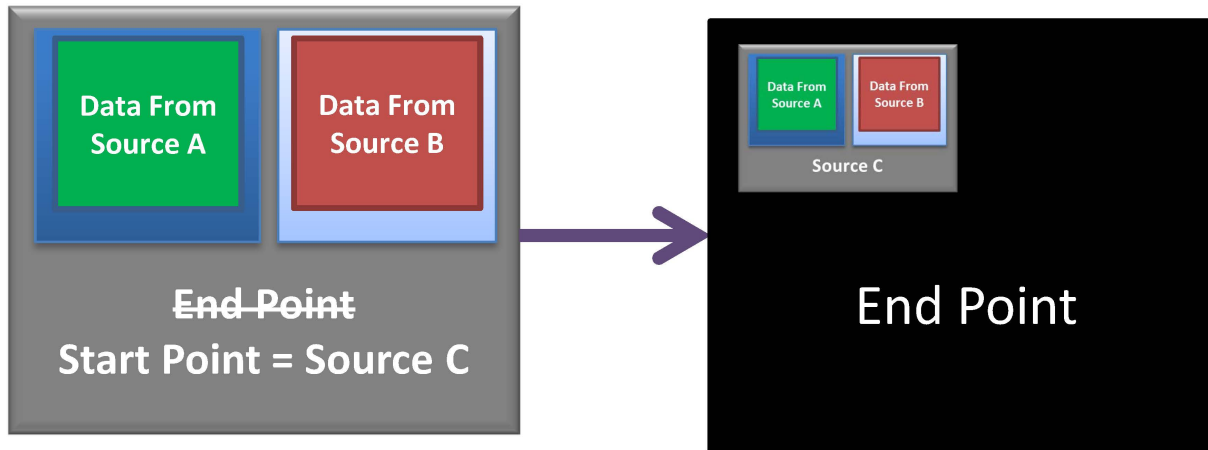 Data From
Source A
Data From
Source B
End Point
Start Point = Source C
Data From
Source A
Data From
Source B
Source C
End Point